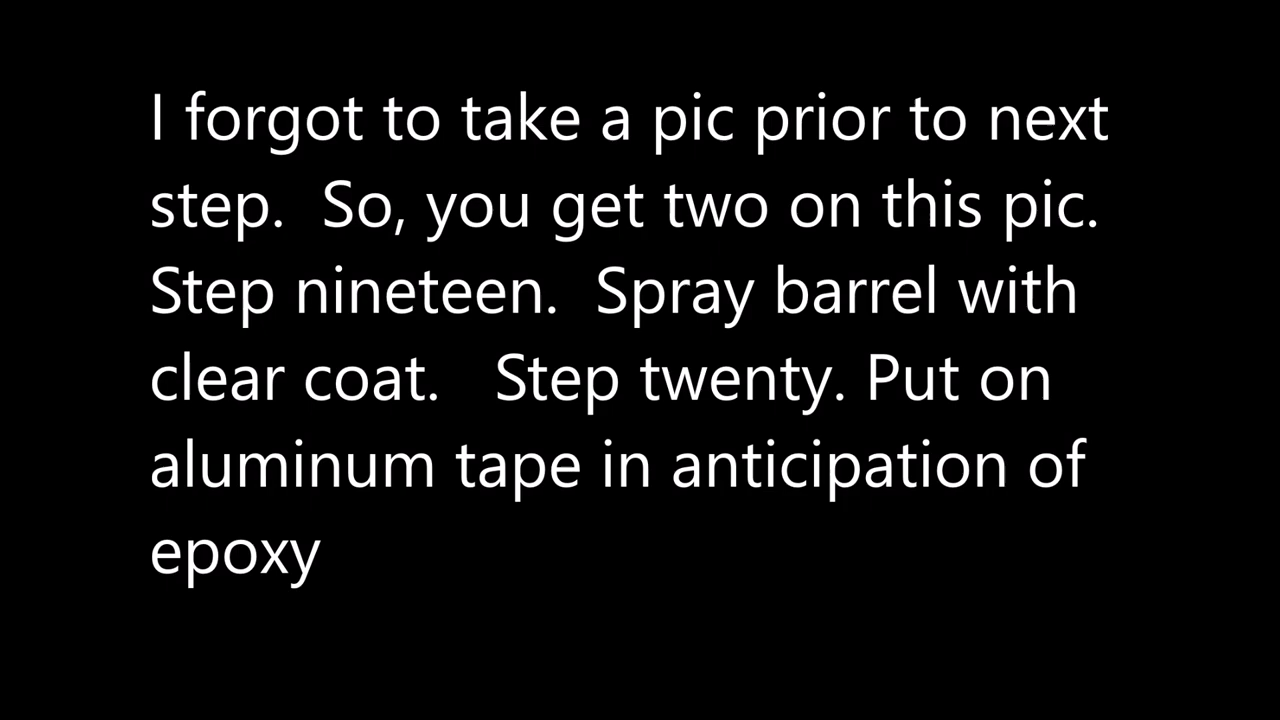 I forgot to take a pic prior to next
step.  So, you get two on this pic.
Step nineteen.  Spray barrel with
clear coat.   Step twenty. Put on
aluminum tape in anticipation of
epoxy